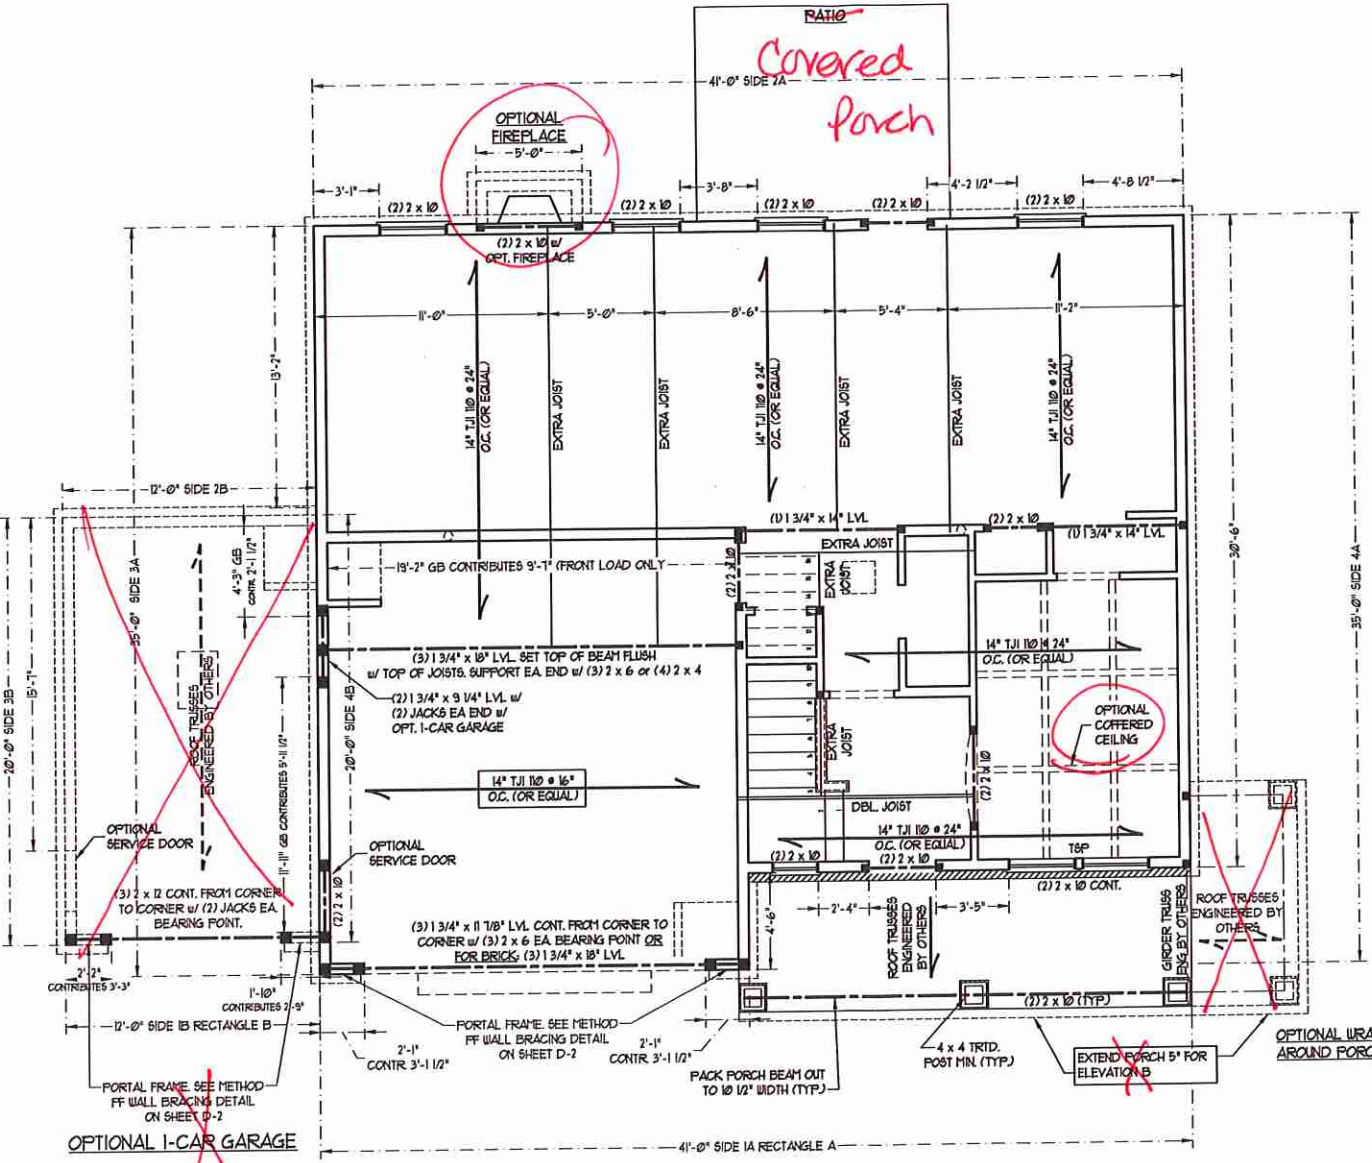 PATIO
Covered
Porch
41'-0" SIDE 2A
OPTIONAL
FIREPLACE
5'-0"
3'-1"
(2) 2 x 10
(2) 2 x 10
3'-8"
(2) 2 x 10
(2) 2 x 10
4'-2 1/2"
(2) 2 x 10
4'-8 1/2"
(2) 2 x 10 w/
OPT. FIREPLACE
11'-0"
5'-0"
8'-6"
5'-4"
11'-2"
13'-2"
14" TJI 110 @ 24"
O.C. (OR EQUAL)
EXTRA JOIST
EXTRA JOIST
14" TJI 110 @ 24"
O.C. (OR EQUAL)
EXTRA JOIST
EXTRA JOIST
14" TJI 110 @ 24"
O.C. (OR EQUAL)
12'-0" SIDE 2B
(1) 1 3/4" x 14" LVL
(2) 2 x 10
(1) 1 3/4" x 14" LVL
EXTRA JOIST
20'-0" SIDE 3B
15'-7"
35'-0" SIDE 3A
4'-3" GB
CONTR. 2'-1 1/2"
19'-2" GB CONTRIBUTES 9'-7" (FRONT LOAD ONLY
(2) 2 x 10
EXTRA
JOIST
30'-6"
35'-0" SIDE 4A
(3) 1 3/4" x 18" LVL. SET TOP OF BEAM FLUSH
w/ TOP OF JOISTS. SUPPORT EA. END w/ (3) 2 x 6 or (4) 2 x 4
14" TJI 110 @ 24"
O.C. (OR EQUAL)
ROOF TRUSSES
ENGINEERED BY OTHERS
20'-0" SIDE 4B
(2) 1 3/4" x 9 1/4" LVL w/
(2) JACKS EA END w/
OPT. 1-CAR GARAGE
EXTRA
JOIST
OPTIONAL
COFFERED
CEILING
11'-11" GB CONTRIBUTES 5'-11 1/2"
14" TJI 110 @ 16"
O.C. (OR EQUAL)
(2) 2 x 10
DBL. JOIST
OPTIONAL
SERVICE DOOR
OPTIONAL
SERVICE DOOR
14" TJI 110 @ 24"
O.C. (OR EQUAL)
TSP
(2) 2 x 10
(2) 2 x 10
(2) 2 x 10 CONT.
(3) 2 x 12 CONT. FROM CORNER
TO CORNER w/ (2) JACKS EA.
BEARING POINT.
(2) 2 x 10
(3) 1 3/4" x 11 7/8" LVL CONT. FROM CORNER TO
CORNER w/ (3) 2 x 6 EA. BEARING POINT OR
FOR BRICK: (3) 1 3/4" x 18" LVL
4'-6"
2'-4"
3'-5"
ROOF TRUSSES
ENGINEERED
BY OTHERS
GIRDER TRUSS
ENG. BY OTHERS
ROOF TRUSSES
ENGINEERED BY
OTHERS
2'-2"
CONTRIBUTES 3'-3"
1'-10"
CONTRIBUTES 2'-9"
(2) 2 x 10 (TYP.)
12'-0" SIDE 1B RECTANGLE B
2'-1"
CONTR. 3'-1 1/2"
PORTAL FRAME. SEE METHOD
PF WALL BRACING DETAIL
ON SHEET D-2
2'-1"
CONTR. 3'-1 1/2"
4 x 4 TRTD.
POST MIN. (TYP.)
EXTEND PORCH 5" FOR
ELEVATION B
OPTIONAL WRA
AROUND PORC
PACK PORCH BEAM OUT
TO 10 1/2" WIDTH (TYP.)
PORTAL FRAME. SEE METHOD
PF WALL BRACING DETAIL
ON SHEET D-2
OPTIONAL 1-CAR GARAGE
41'-0" SIDE 1A RECTANGLE A